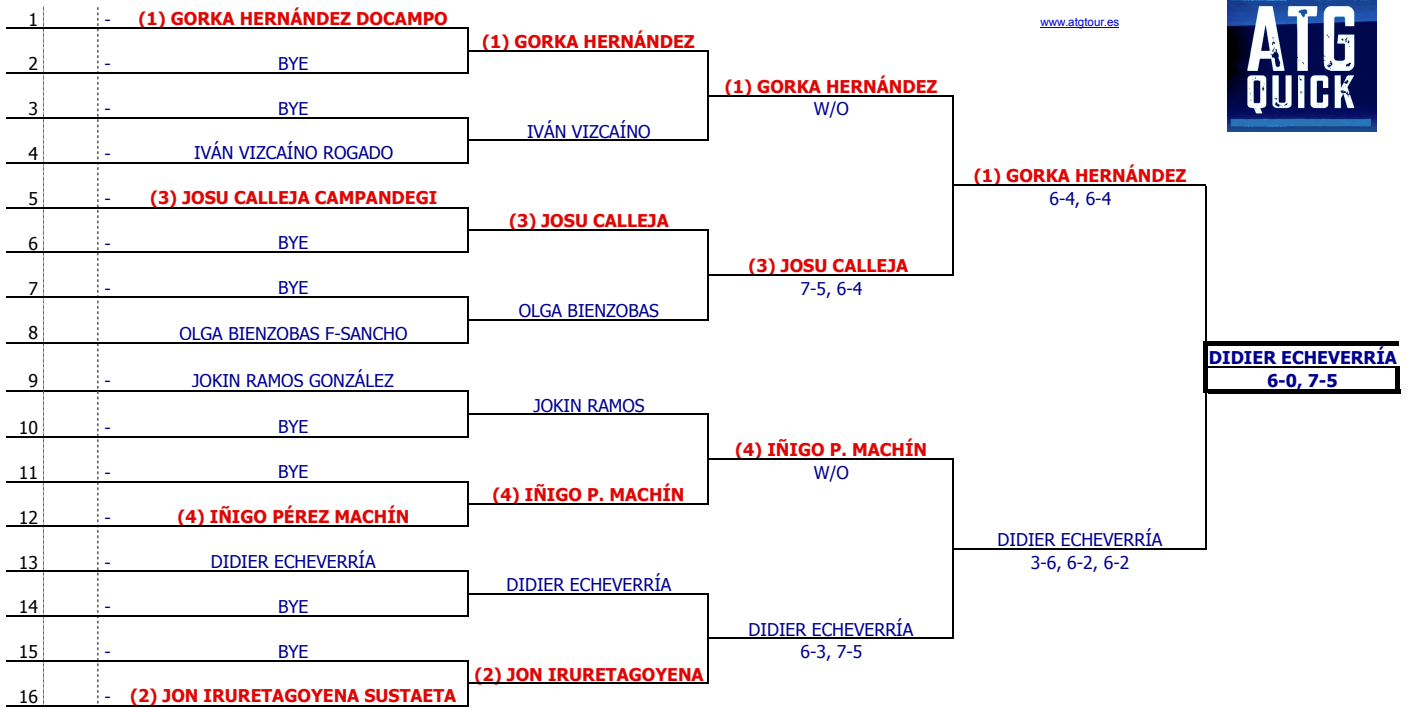 www.atgtour.es
ATG
QUICK
1 - (1) GORKA HERNÁNDEZ DOCAMPO
2 - BYE
3 - BYE
4 - IVÁN VIZCAÍNO ROGADO
5 - (3) JOSU CALLEJA CAMPANDEGI
6 - BYE
7 - BYE
8 OLGA BIENZOBAS F-SANCHO
9 - JOKIN RAMOS GONZÁLEZ
10 - BYE
11 - BYE
12 - (4) IÑIGO PÉREZ MACHÍN
13 - DIDIER ECHEVERRÍA
14 - BYE
15 - BYE
16 - (2) JON IRURETAGOYENA SUSTAETA
(1) GORKA HERNÁNDEZ
IVÁN VIZCAÍNO
(3) JOSU CALLEJA
OLGA BIENZOBAS
JOKIN RAMOS
(4) IÑIGO P. MACHÍN
DIDIER ECHEVERRÍA
(2) JON IRURETAGOYENA
(1) GORKA HERNÁNDEZ
W/O
(3) JOSU CALLEJA
7-5, 6-4
(4) IÑIGO P. MACHÍN
W/O
DIDIER ECHEVERRÍA
6-3, 7-5
(1) GORKA HERNÁNDEZ
6-4, 6-4
DIDIER ECHEVERRÍA
3-6, 6-2, 6-2
DIDIER ECHEVERRÍA
6-0, 7-5